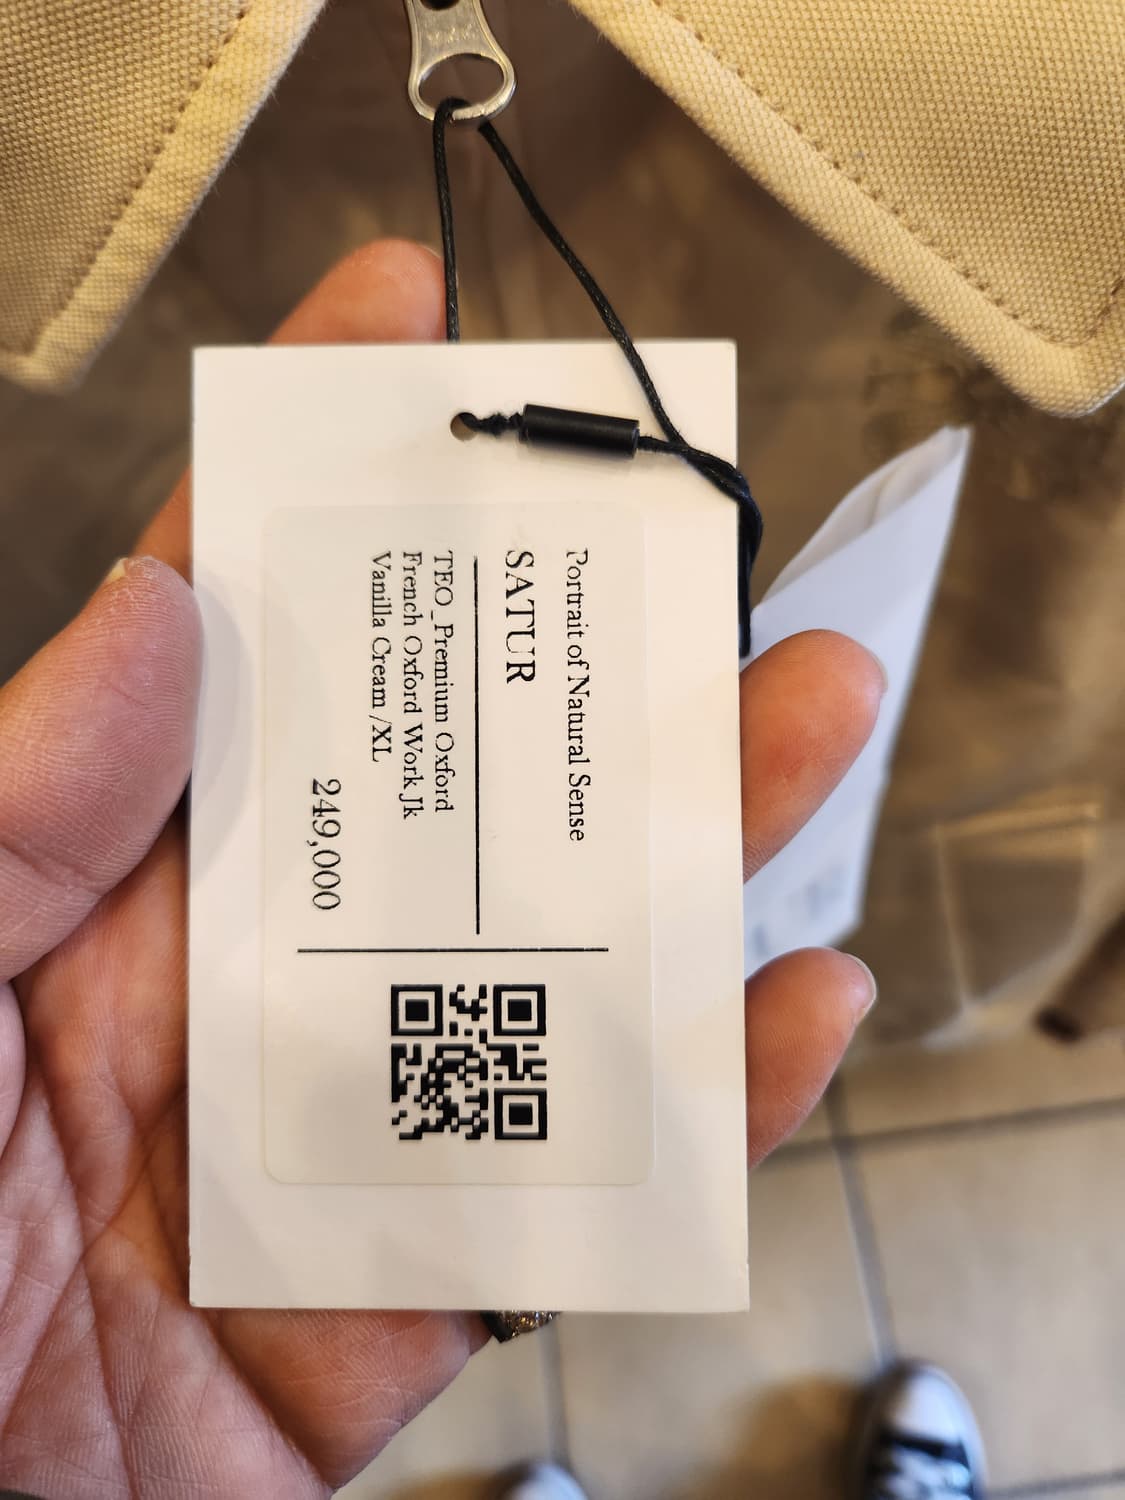 Portrait of Natural Sense
SATUR
TEO_Premium Oxford
French Oxford Work Jk
Vanilla Cream /XL
249,000